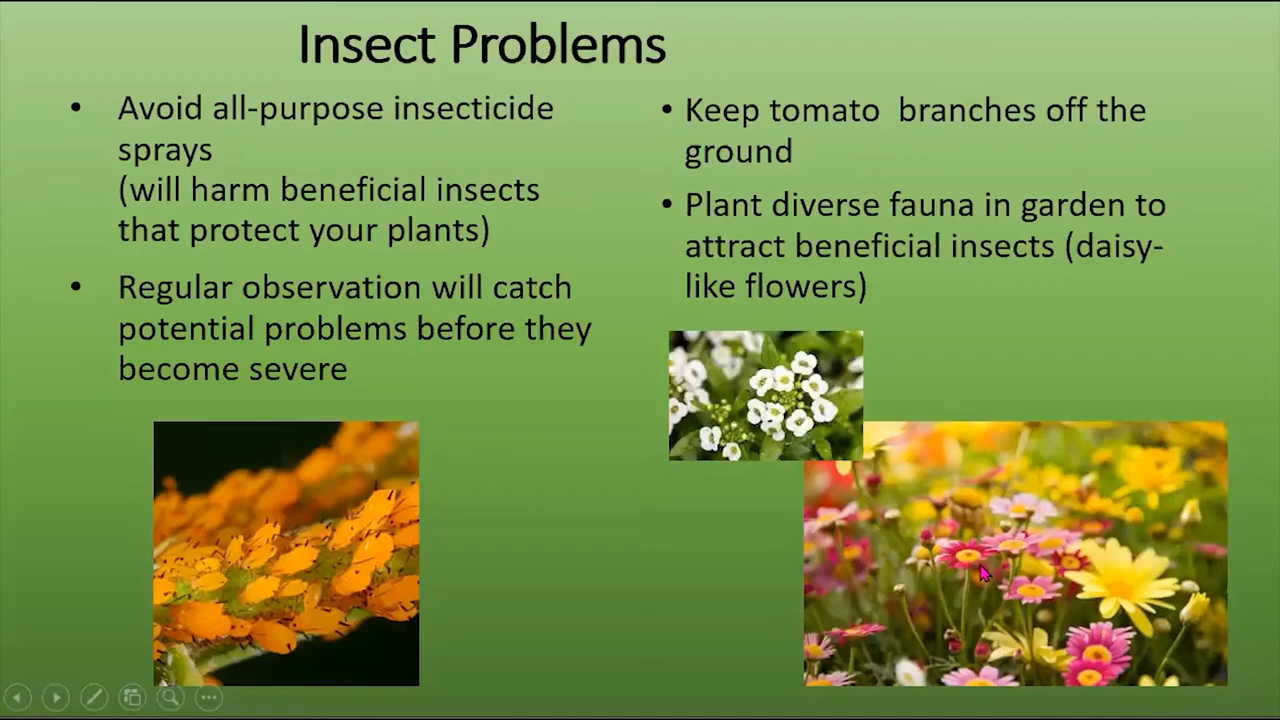 Insect Problems
• Avoid all-purpose insecticide
sprays
(will harm beneficial insects
that protect your plants)
• Regular observation will catch
potential problems before they
become severe
• Keep tomato  branches off the
ground
• Plant diverse fauna in garden to
attract beneficial insects (daisy-
like flowers)